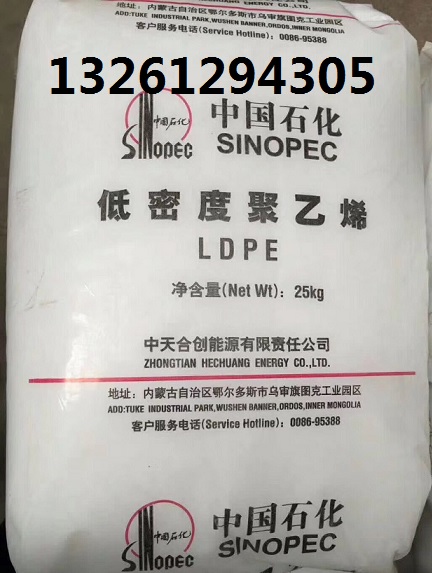 HECHUANG ENERGY CO.,LTD.
地址：内蒙古自治区鄂尔多斯市乌审旗图克工业园区
ADD:TUKE INDUSTRIAL PARK,WUSHEN BANNER,ORDOS,INNER MONGOLIA
客户服务电话(Service Hotline)：0086-95388
13261294305
中国石化
SINOPEC
中国石化
SINOPEC
低密度聚乙烯
LDPE
净含量(Net Wt)：25kg
中天合创能源有限责任公司
ZHONGTIAN HECHUANG ENERGY CO.,LTD.
地址：内蒙古自治区鄂尔多斯市乌审旗图克工业园区
ADD:TUKE INDUSTRIAL PARK,WUSHEN BANNER,ORDOS,INNER MONGOLIA
客户服务电话(Service Hotline)：0086-95388
中国石化
SINOPEC
中国石化
SINOPEC